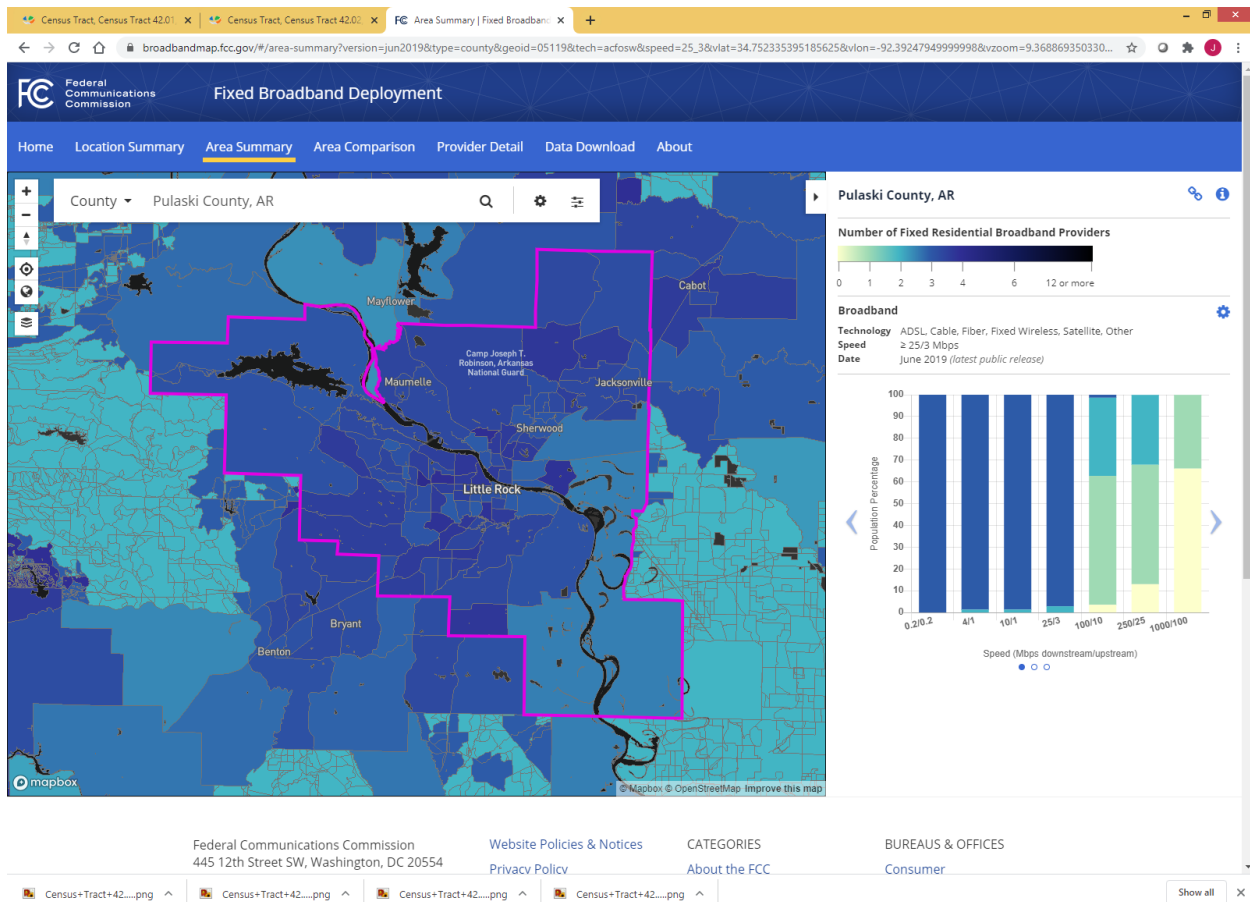 Census Tract, Census Tract 42.01
Census Tract, Census Tract 42.02,
Area Summary | Fixed Broadband
broadbandmap.fcc.gov/#/area-summary?version=jun2019&type=county&geoid=05119&tech=acfosw&speed=25_3&vlat=34.752335395185625&vlon=-92.39247949999998&vzoom=9.368869350330...
J
FC
Federal
Communications
Commission
Fixed Broadband Deployment
Home Location Summary Area Summary Area Comparison Provider Detail Data Download About
County Pulaski County, AR
Cabot
Mayflower
Camp Joseph T.
Robinson, Arkansas
National Guard
Maumelle
Jacksonville
Sherwood
Little Rock
Bryant
Benton
mapbox
© Mapbox © OpenStreetMap Improve this map
Pulaski County, AR
Number of Fixed Residential Broadband Providers
0 1 2 3 4 6 12 or more
Broadband
Technology ADSL, Cable, Fiber, Fixed Wireless, Satellite, Other
Speed ≥ 25/3 Mbps
Date June 2019 (latest public release)
Population Percentage
100
90
80
70
60
50
40
30
20
10
0
0.2/0.2 4/1 10/1 25/3 100/10 250/25 1000/100
Speed (Mbps downstream/upstream)
Federal Communications Commission
445 12th Street SW, Washington, DC 20554
Website Policies & Notices
Privacy Policy
CATEGORIES
About the FCC
BUREAUS & OFFICES
Consumer
Census+Tract+42.....png
Census+Tract+42.....png
Census+Tract+42.....png
Census+Tract+42.....png
Show all